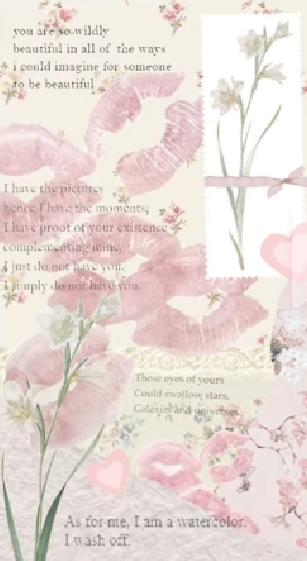 you are so wildly
beautiful in all of the ways
i could imagine for someone
to be beautiful
I have the pictures
hence I have the moments;
I have proof of your existence
complementing mine.
I just do not have you.
I simply do not have you.
Those eyes of yours
Could swallow stars,
Galaxies and universes
As for me, I am a watercolor.
I wash off.